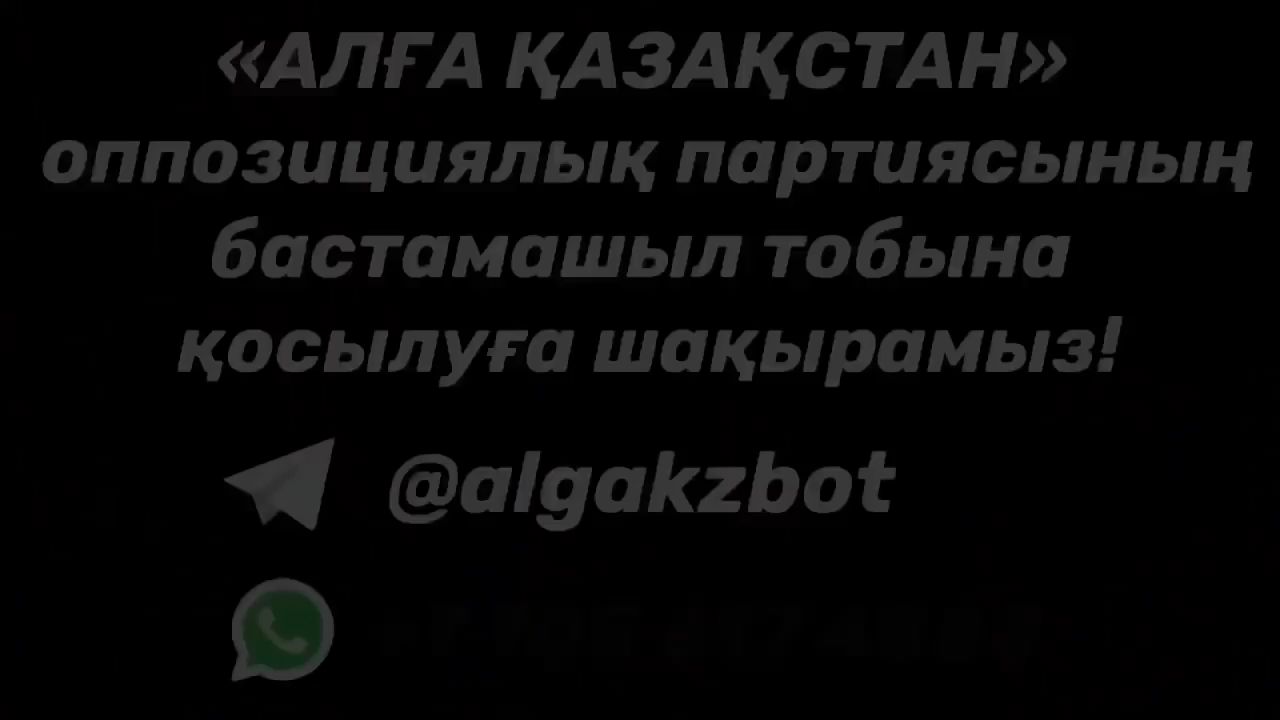 «АЛҒА ҚАЗАҚСТАН»
оппозициялық партиясының
бастамашыл тобына
қосылуға шақырамыз!
@algakzbot